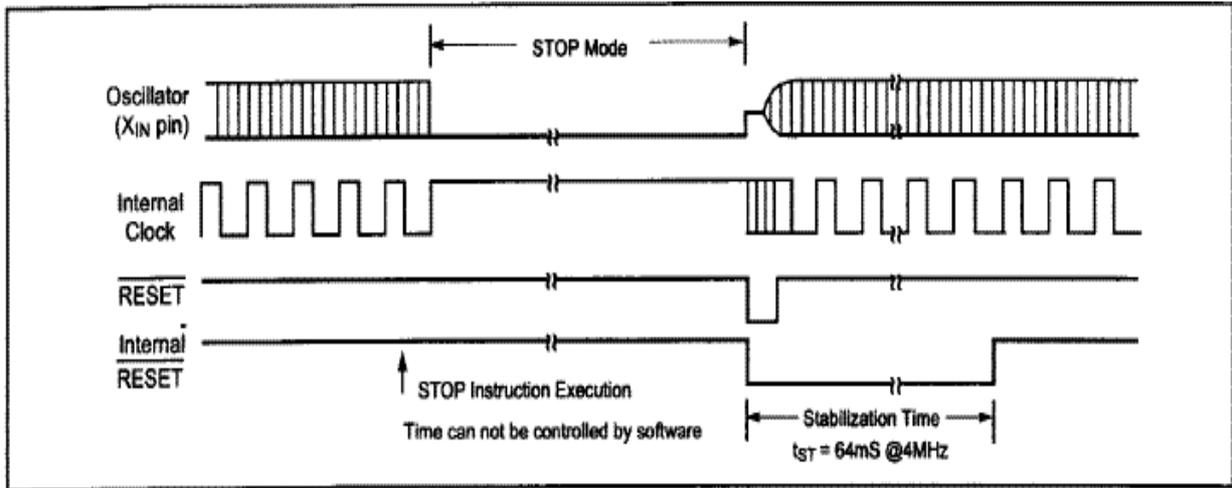 STOP Mode
Oscillator
(XIN pin)
Internal
Clock
RESET
Internal
RESET
STOP Instruction Execution
Time can not be controlled by software
Stabilization Time
tST = 64mS @4MHz